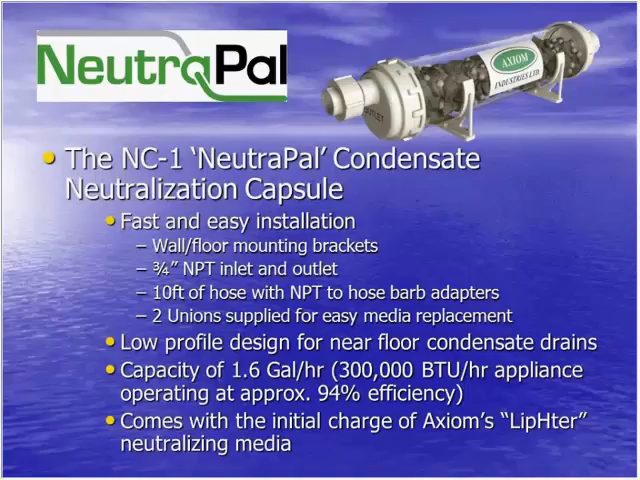 NeutraPal
AXIOM
INDUSTRIES LTD.
OUTLET
• The NC-1 ‘NeutraPal’ Condensate
Neutralization Capsule
• Fast and easy installation
– Wall/floor mounting brackets
– ¾” NPT inlet and outlet
– 10ft of hose with NPT to hose barb adapters
– 2 Unions supplied for easy media replacement
• Low profile design for near floor condensate drains
• Capacity of 1.6 Gal/hr (300,000 BTU/hr appliance
operating at approx. 94% efficiency)
• Comes with the initial charge of Axiom’s “LipHter”
neutralizing media